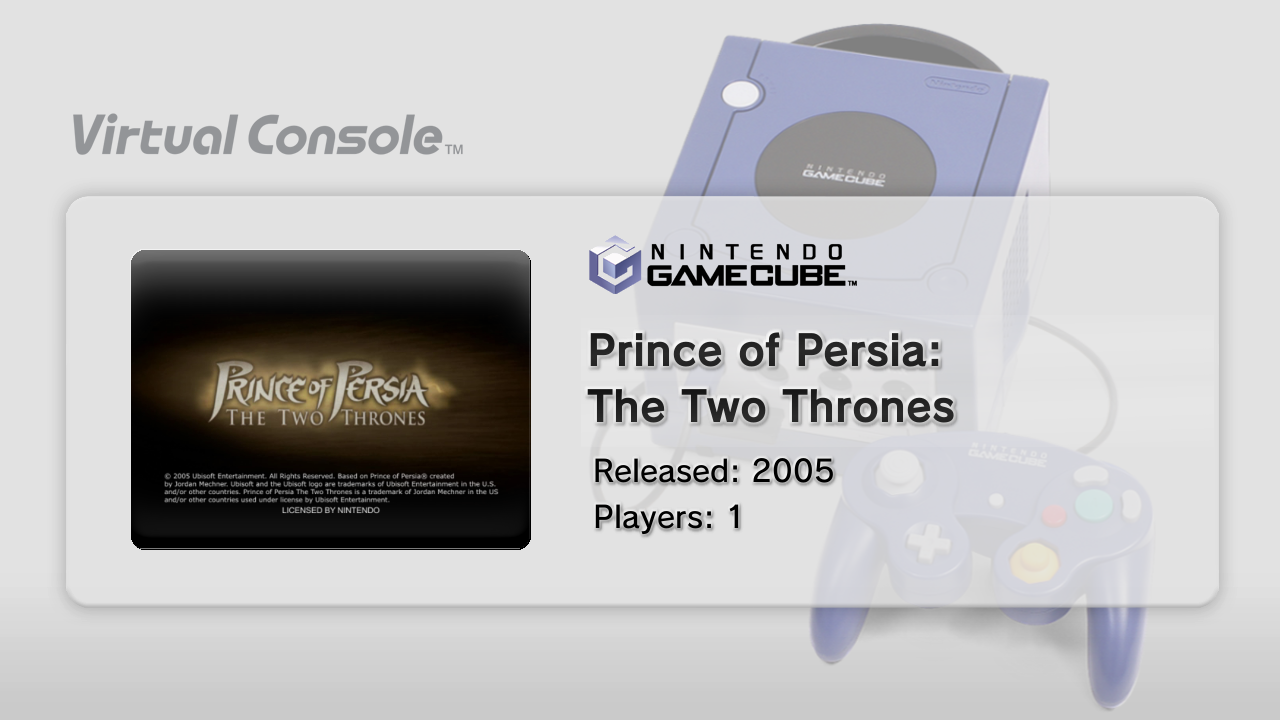 Virtual Console™
NINTENDO
GAMECUBE
NINTENDO
GAMECUBE™
Prince of Persia:
The Two Thrones
Released: 2005
Players: 1
PRINCE OF PERSIA
THE TWO THRONES
© 2005 Ubisoft Entertainment. All Rights Reserved. Based on Prince of Persia® created
by Jordan Mechner. Ubisoft and the Ubisoft logo are trademarks of Ubisoft Entertainment in the U.S.
and/or other countries. Prince of Persia The Two Thrones is a trademark of Jordan Mechner in the US
and/or other countries used under license by Ubisoft Entertainment.
LICENSED BY NINTENDO
NINTENDO
GAMECUBE